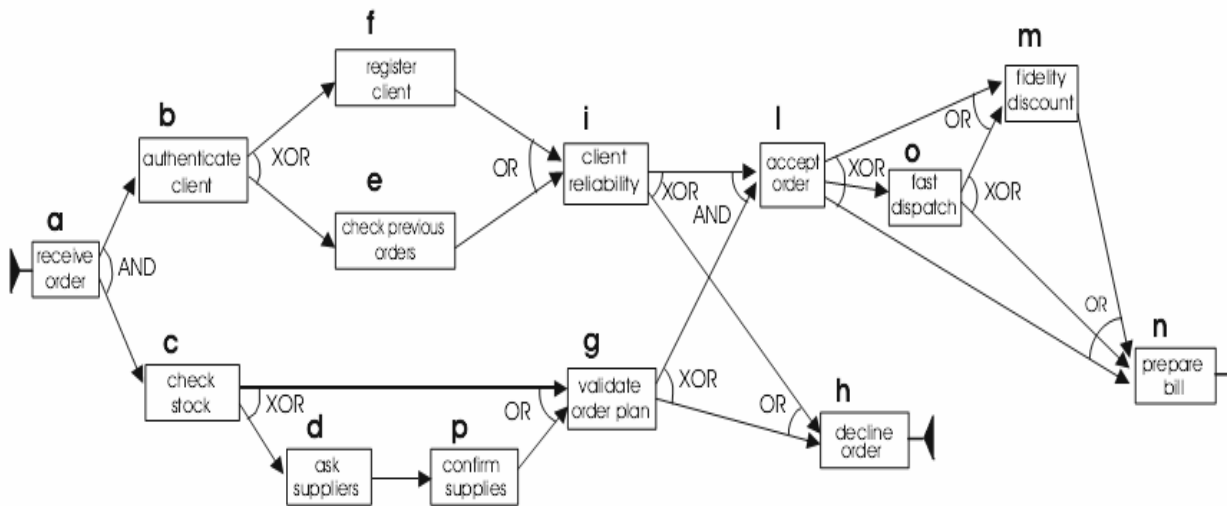 f
m
register
client
fidelity
discount
b
i
l
OR
authenticate
client
XOR
OR
client
reliability
XOR
accept
order
XOR
o
fast
dispatch
XOR
e
AND
check previous
orders
a
receive
order
AND
c
g
OR
n
check
stock
XOR
OR
validate
order plan
XOR
OR
h
prepare
bill
d
p
decline
order
ask
suppliers
confirm
supplies